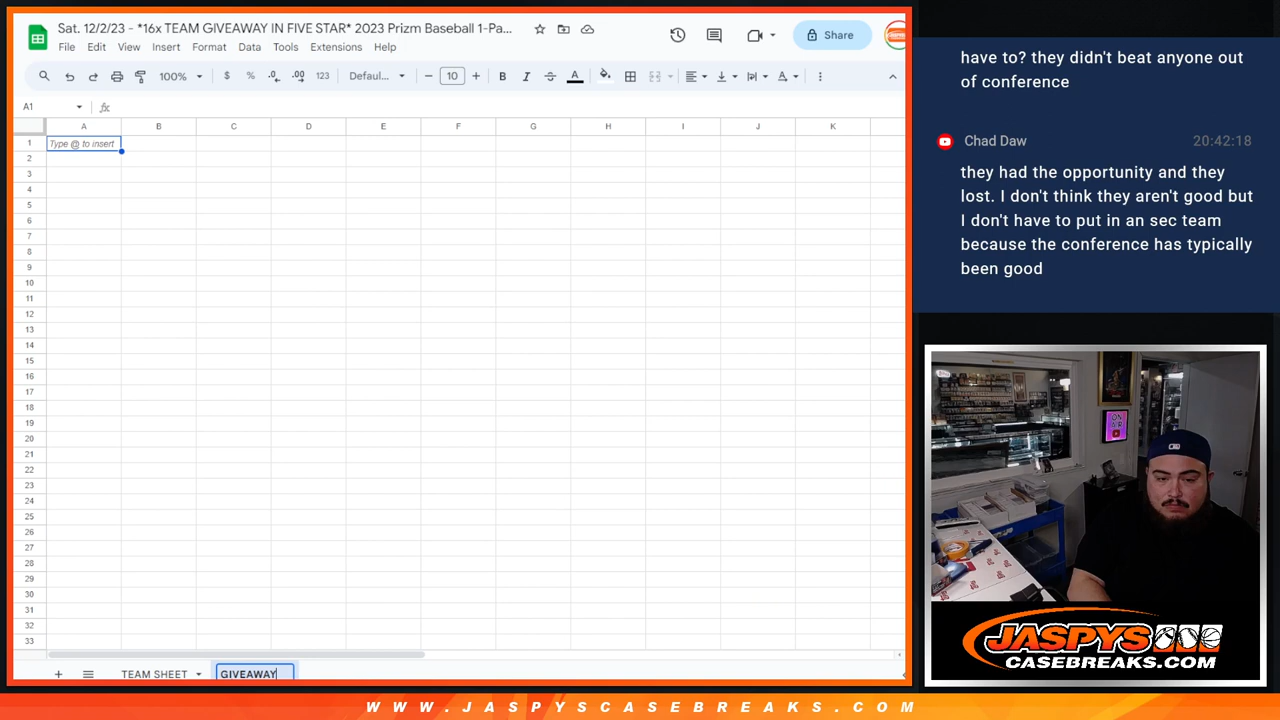 Sat. 12/2/23 - *16x TEAM GIVEAWAY IN FIVE STAR* 2023 Prizm Baseball 1-Pa...
File Edit View Insert Format Data Tools Extensions Help
Share
100% $ % .0 .00 123 Defaul... 10 B I S A
A1 fx
A B C D E F G H I J K
1 Type @ to insert
2
3
4
5
6
7
8
9
10
11
12
13
14
15
16
17
18
19
20
21
22
23
24
25
26
27
28
29
30
31
32
33
TEAM SHEET GIVEAWAY
have to? they didn't beat anyone out
of conference
Chad Daw 20:42:18
they had the opportunity and they
lost. I don't think they aren't good but
I don't have to put in an sec team
because the conference has typically
been good
ON
AIR
JASPYS
CASEBREAKS.COM
WWW.JASPYSCASEBREAKS.COM